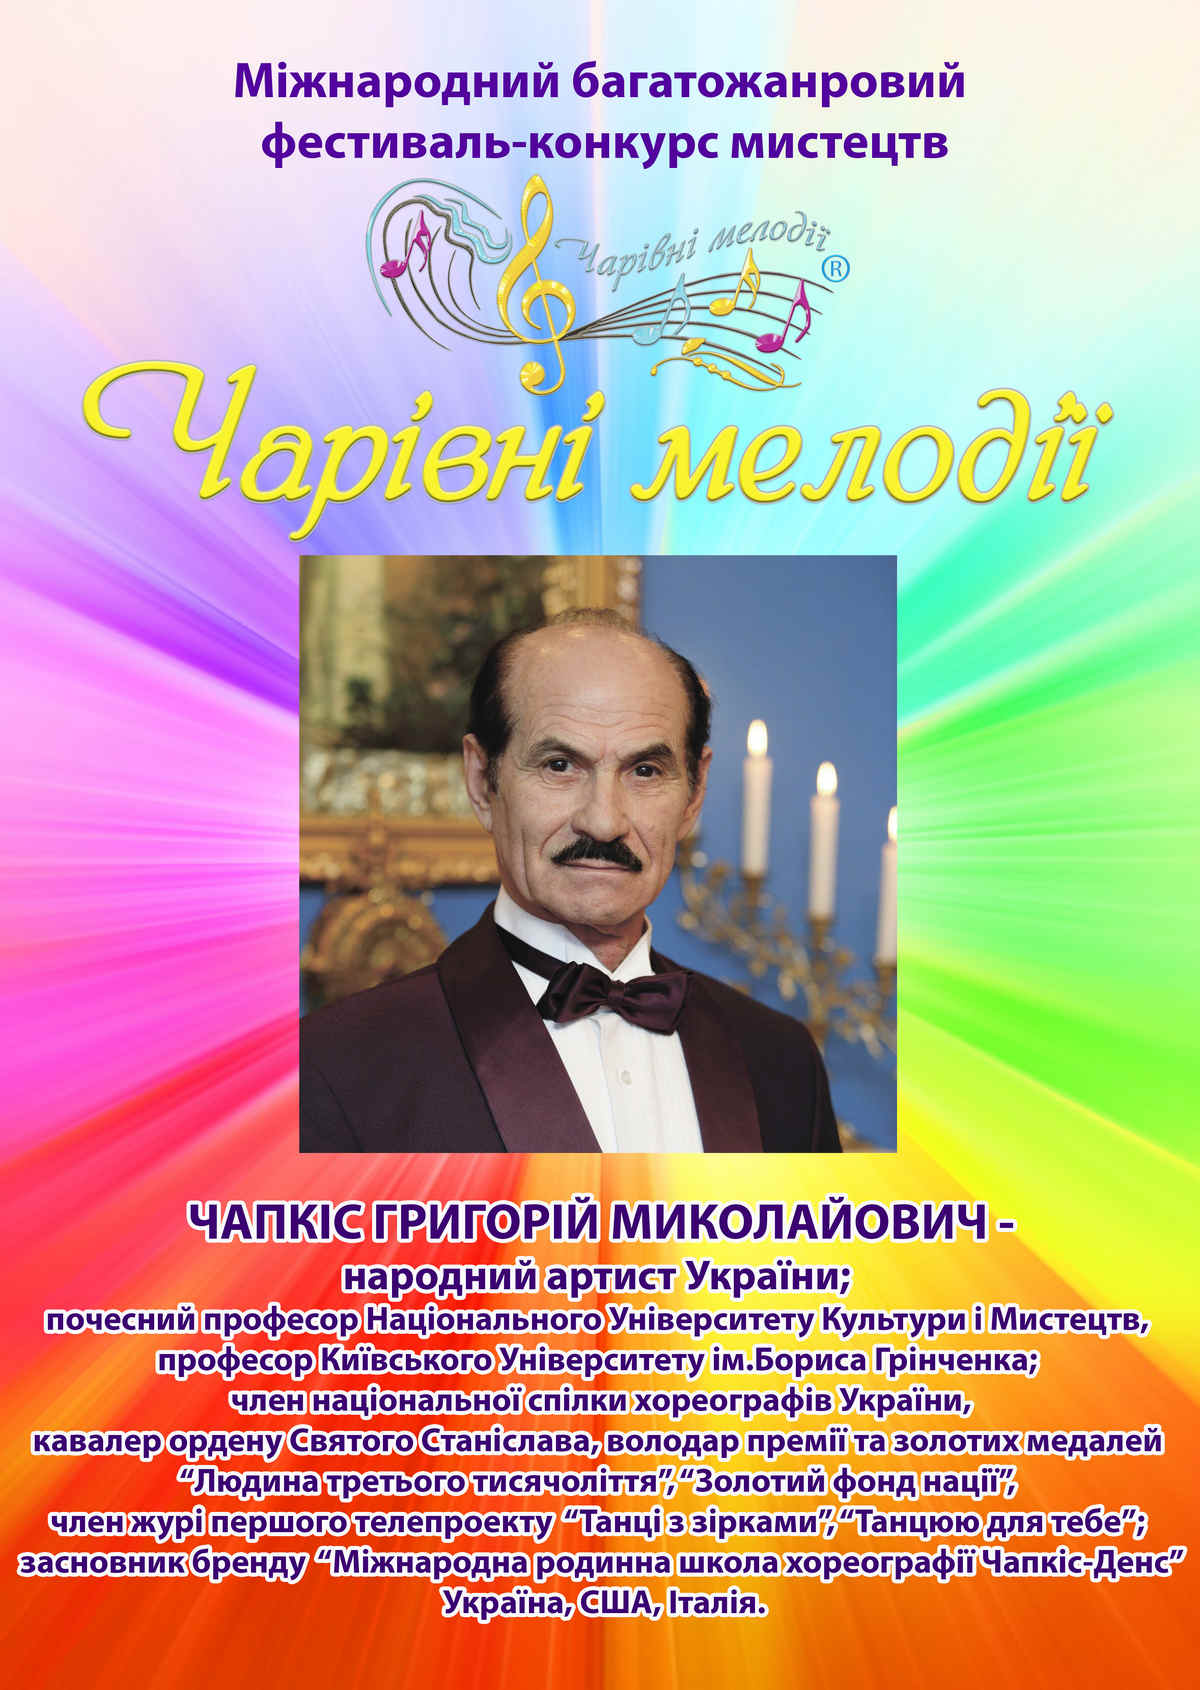 Міжнародний багатожанровий
фестиваль-конкурс мистецтв
Чарівні мелодії
®
Чарівні мелодії
ЧАПКІС ГРИГОРІЙ МИКОЛАЙОВИЧ -
народний артист України;
почесний професор Національного Університету Культури і Мистецтв,
професор Київського Університету ім.Бориса Грінченка;
член національної спілки хореографів України,
кавалер ордену Святого Станіслава, володар премії та золотих медалей
“Людина третього тисячоліття”, “Золотий фонд нації”,
член журі першого телепроекту “Танці з зірками”, “Танцюю для тебе”;
засновник бренду “Міжнародна родинна школа хореографії Чапкіс-Денс”
Україна, США, Італія.